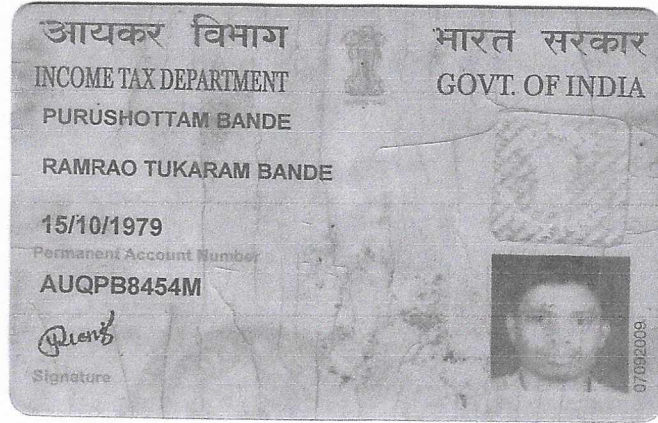 आयकर विभाग
भारत सरकार
INCOME TAX DEPARTMENT
GOVT. OF INDIA
PURUSHOTTAM BANDE
RAMRAO TUKARAM BANDE
15/10/1979
Permanent Account Number
AUQPB8454M
Signature
07092009